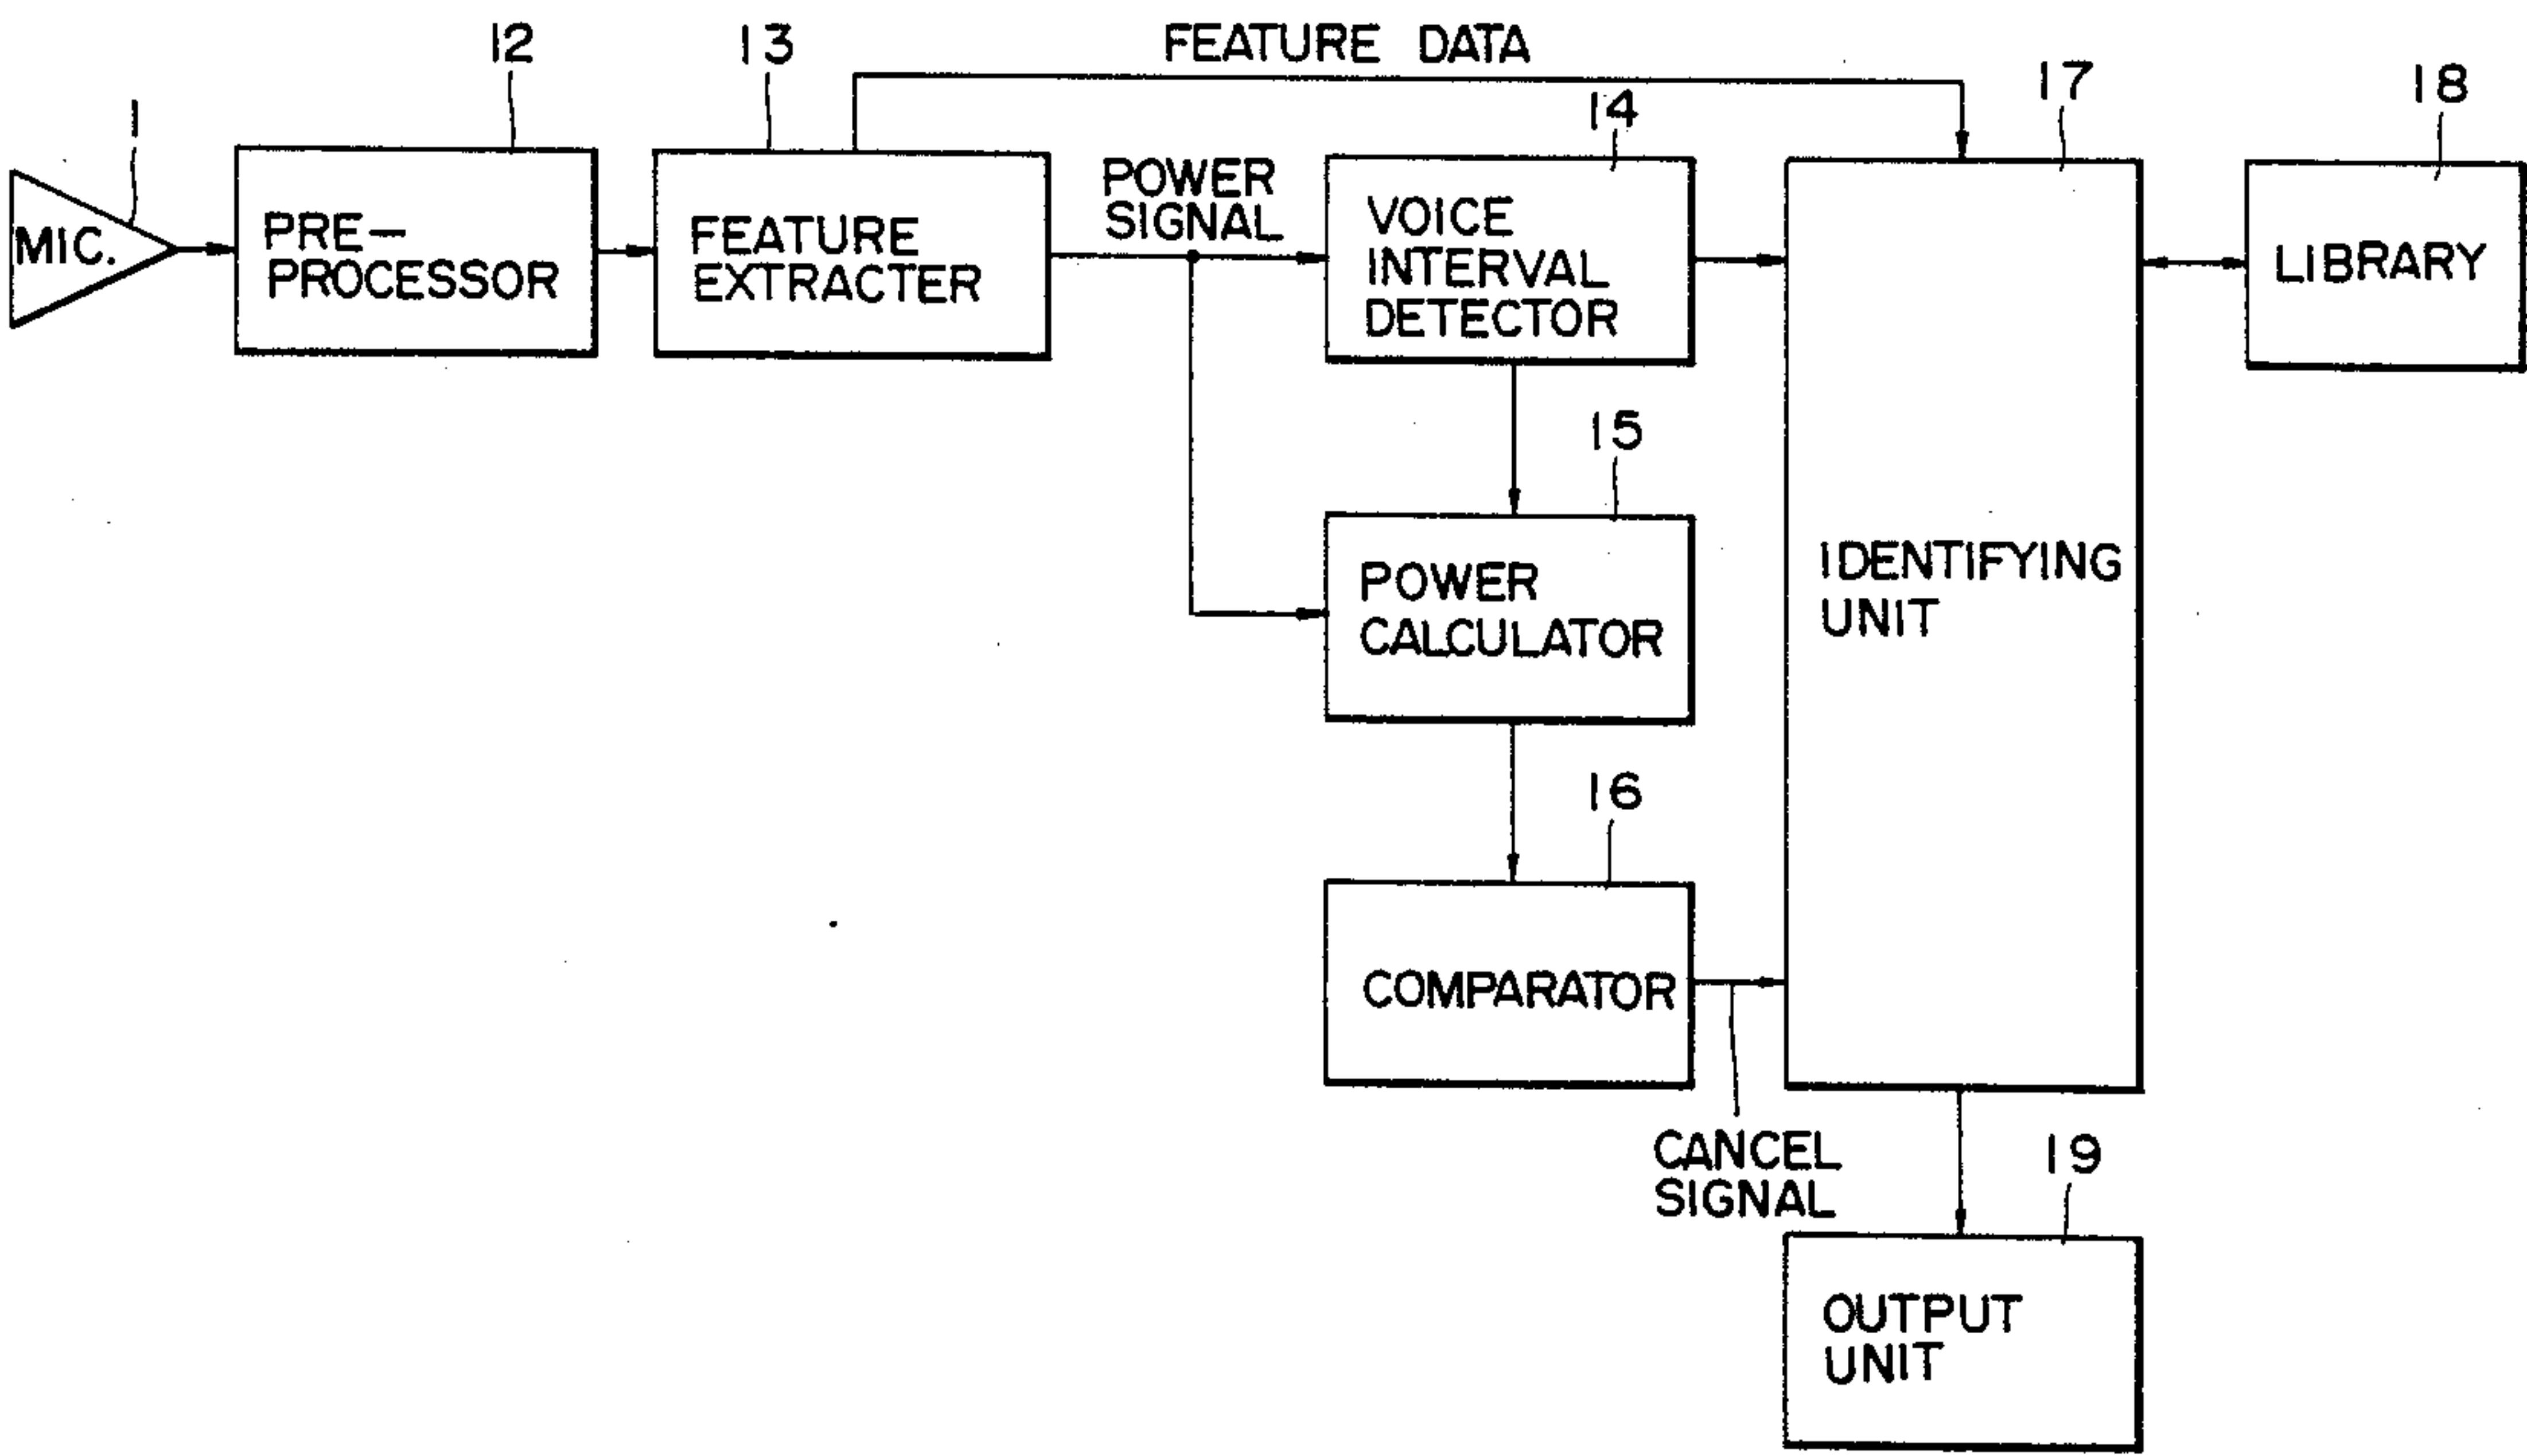 12
13
FEATURE DATA
14
17
18
1
MIC.
PRE-
PROCESSOR
FEATURE
EXTRACTER
POWER
SIGNAL
VOICE
INTERVAL
DETECTOR
LIBRARY
15
POWER
CALCULATOR
IDENTIFYING
UNIT
16
COMPARATOR
CANCEL
SIGNAL
19
OUTPUT
UNIT